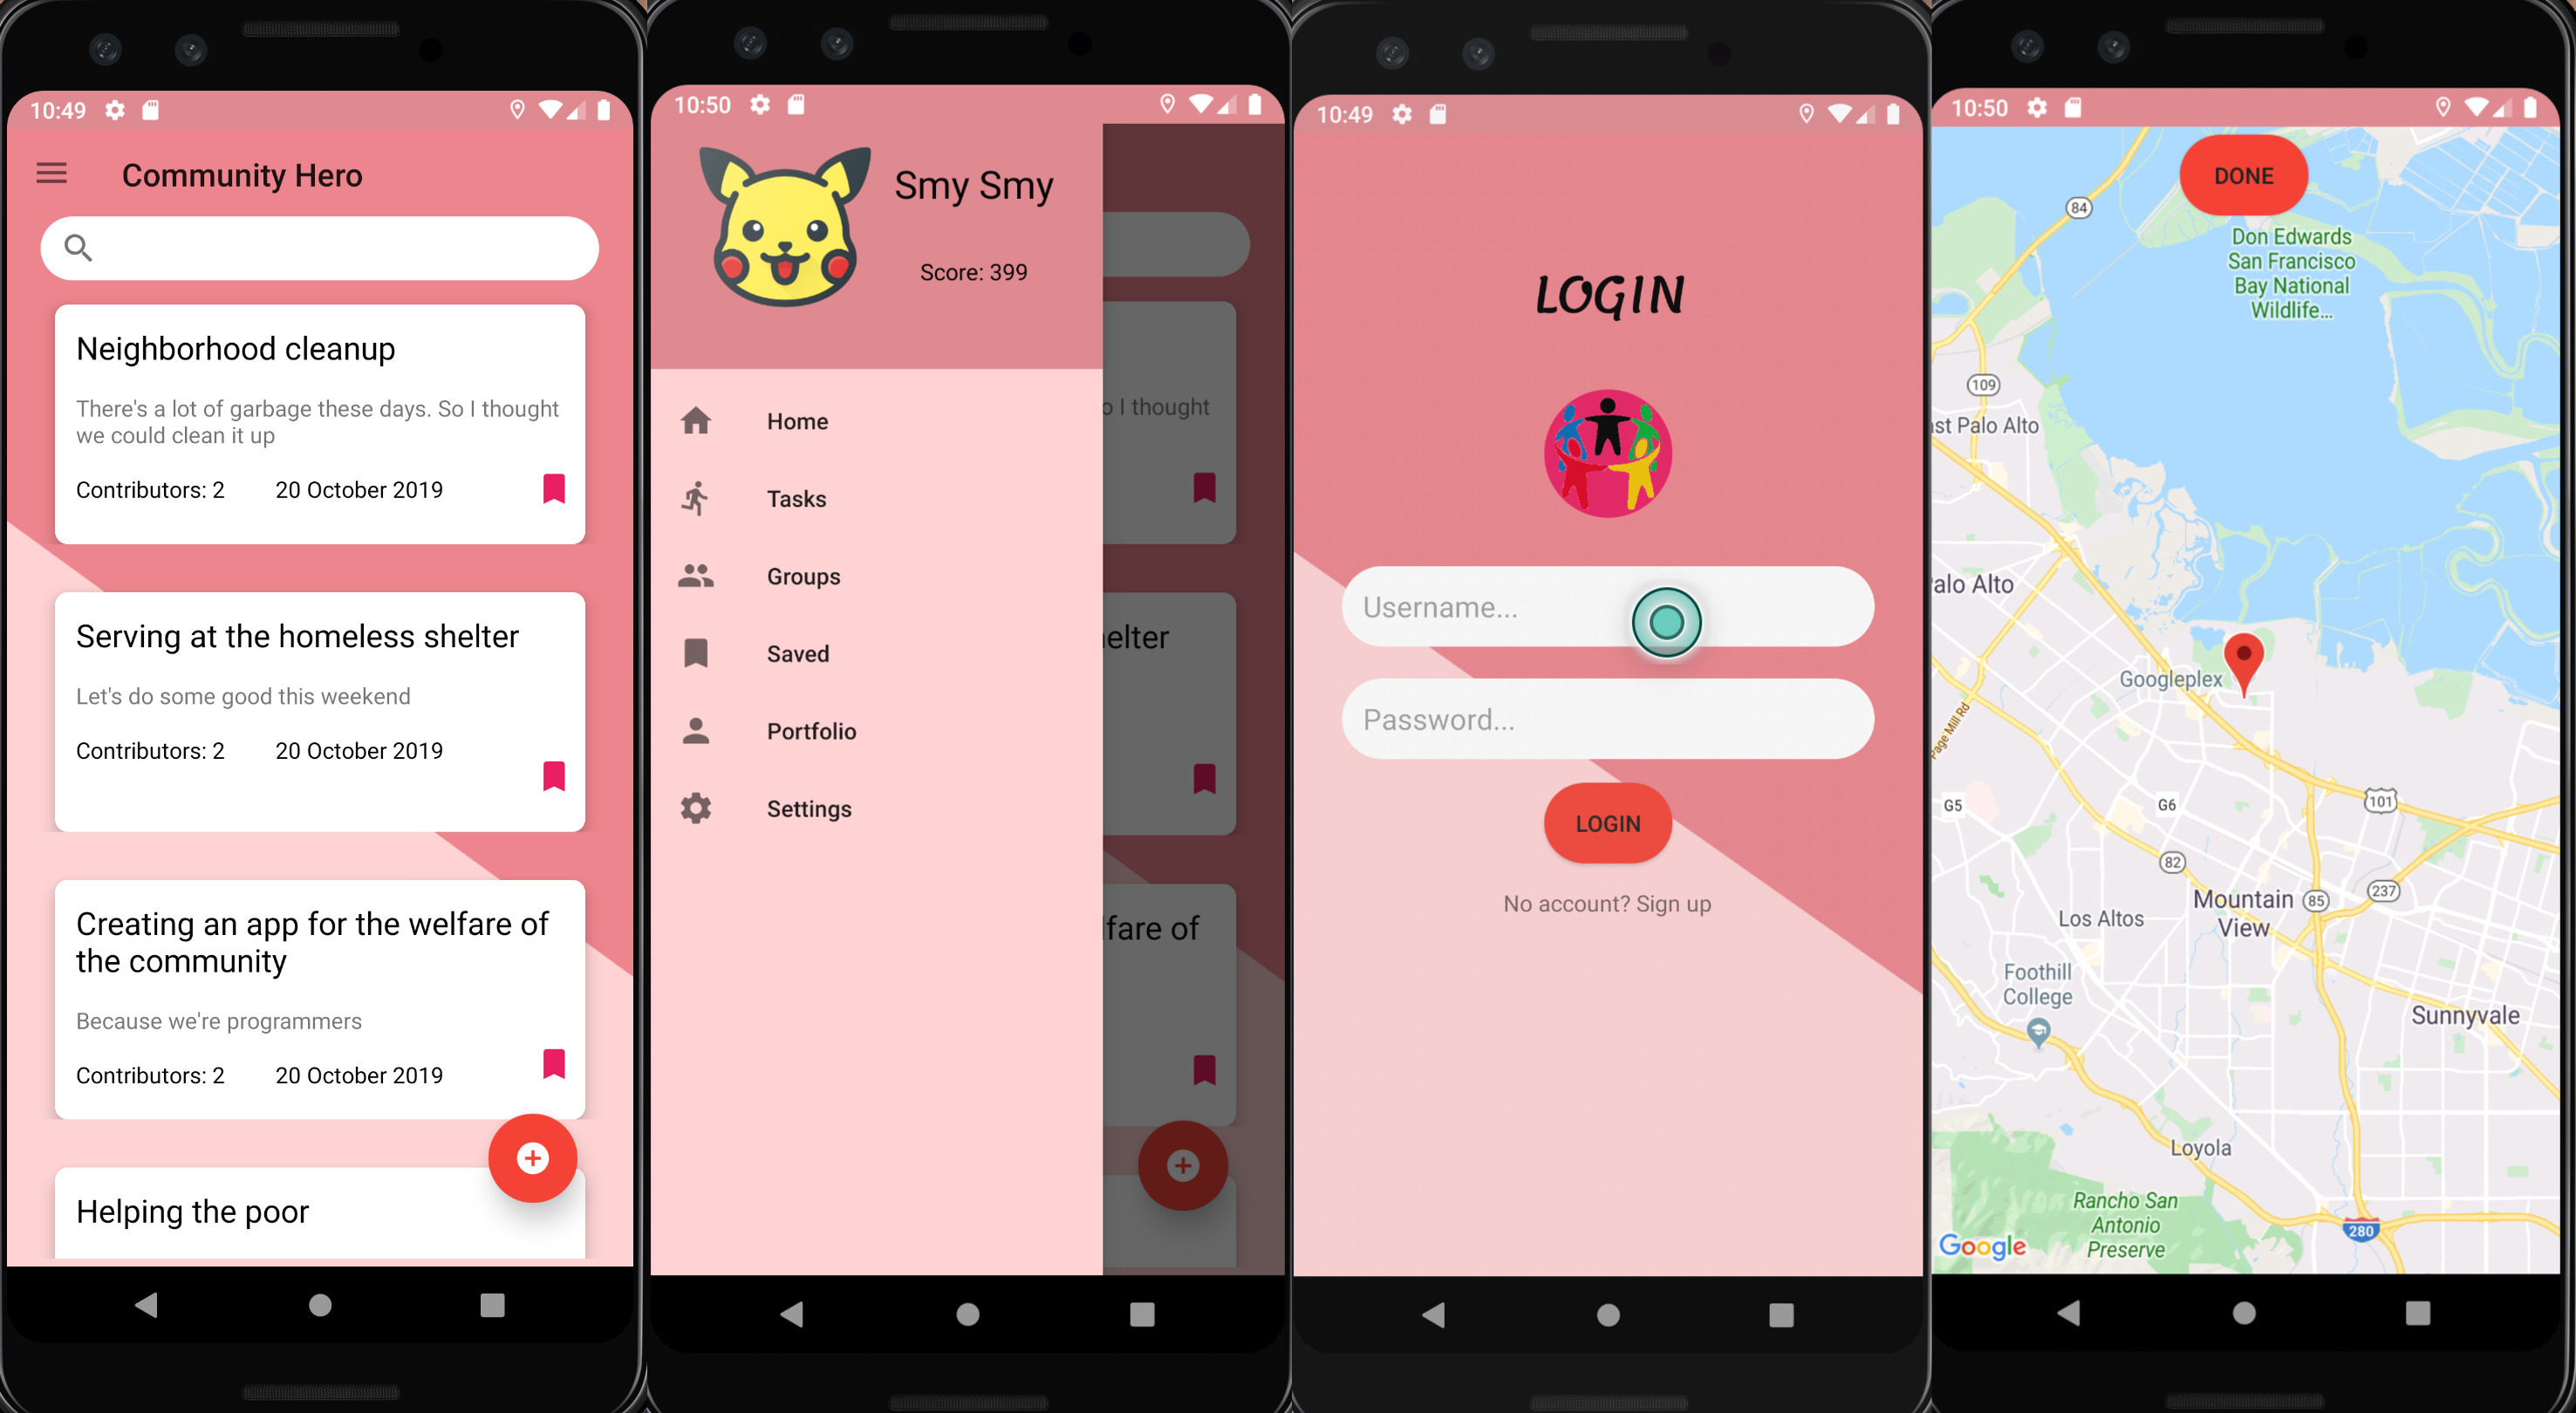 10:49
Community Hero
Neighborhood cleanup
There's a lot of garbage these days. So I thought
we could clean it up
Contributors: 2 20 October 2019
Serving at the homeless shelter
Let's do some good this weekend
Contributors: 2 20 October 2019
Creating an app for the welfare of
the community
Because we're programmers
Contributors: 2 20 October 2019
Helping the poor
10:50
Smy Smy
Score: 399
Home
Tasks
Groups
Saved
Portfolio
Settings
o I thought
elter
fare of
10:49
LOGIN
Username...
Password...
LOGIN
No account? Sign up
10:50
DONE
84
Don Edwards
San Francisco
Bay National
Wildlife...
109
st Palo Alto
alo Alto
Googleplex
Page Mill Rd
G5
G6
101
82
237
Mountain
View
85
Los Altos
Foothill
College
Sunnyvale
Loyola
Rancho San
Antonio
Preserve
280
Google